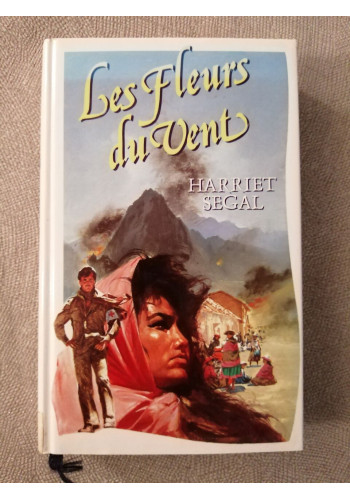 Les Fleurs
du Vent
HARRIET
SEGAL